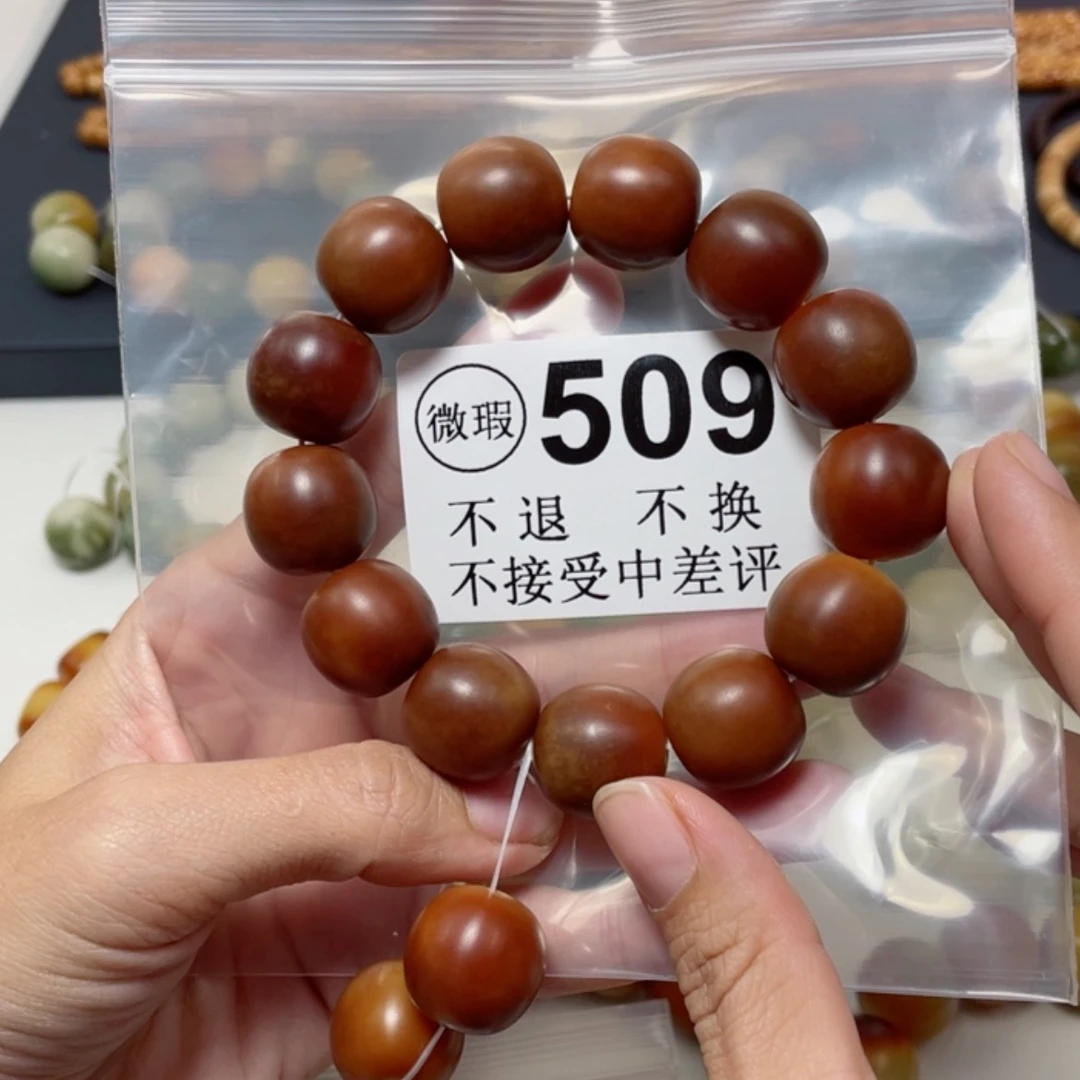 微瑕 509
不退 不换
不接受中差评